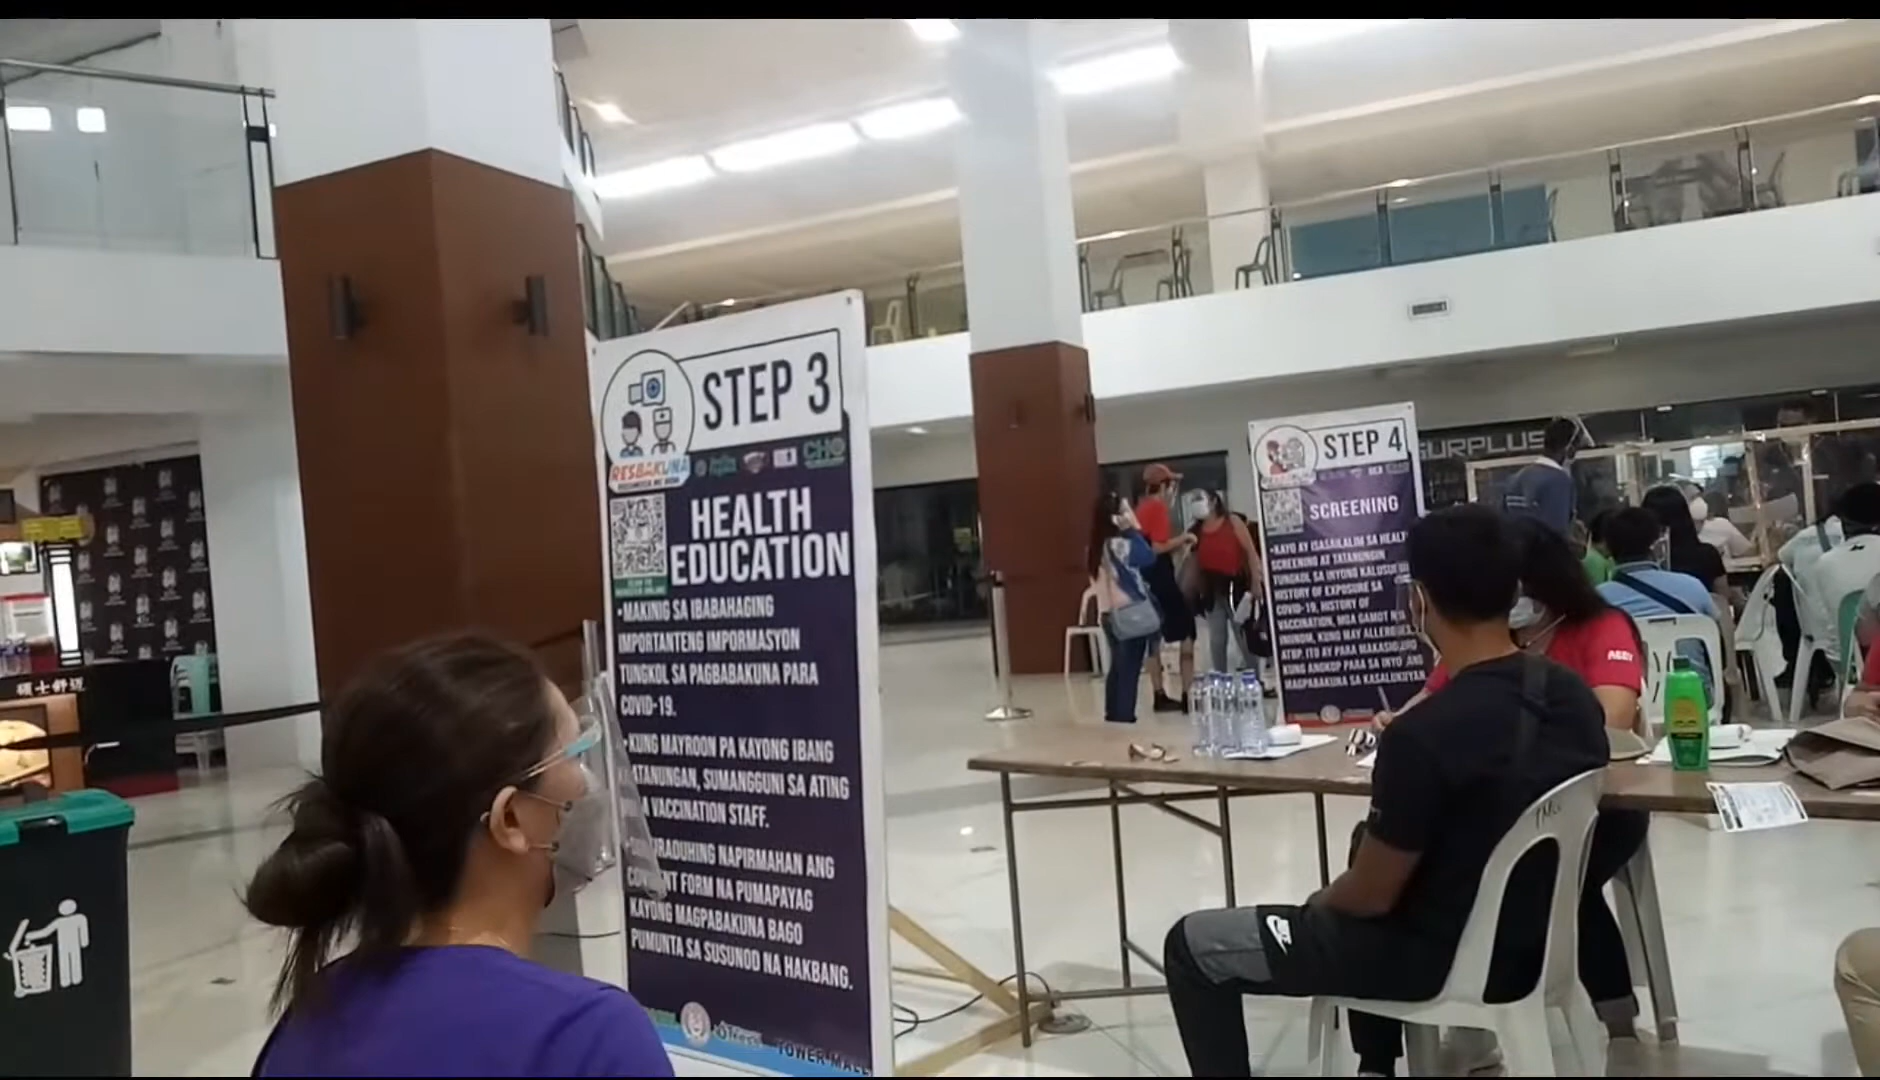 STEP 3
RESBAKUNA
CHO
HEALTH
EDUCATION
•MAKINIG SA IBABAHAGING
IMPORTANTENG IMPORMASYON
TUNGKOL SA PAGBABAKUNA PARA
COVID-19.
•KUNG MAYROON PA KAYONG IBANG
KATANUNGAN, SUMANGGUNI SA ATING
MGA VACCINATION STAFF.
NAPIRMAHAN ANG
CONSENT FORM NA PUMAPAYAG
KAYONG MAGPABAKUNA BAGO
PUMUNTA SA SUSUNOD NA HAKBANG.
TOWER MALL
STEP 4
SCREENING
•KAYO AY ISASAILALIM SA HEALTH
SCREENING AT TATANUNGIN
TUNGKOL SA INYONG KALUSUGAN
HISTORY OF EXPOSURE SA
COVID-19, HISTORY OF
VACCINATION, MGA GAMOT NA
INIINOM, KUNG MAY ALLERGIES,
ATBP. ITO AY PARA MAKASIGURO
KUNG ANGKOP PARA SA INYO ANG
MAGPABAKUNA SA KASALUKUYAN.
SURPLUS
ABBY
TMC